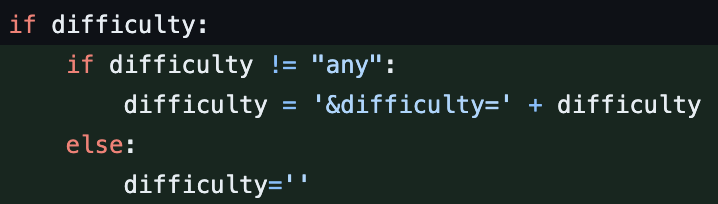 if difficulty:
    if difficulty != "any":
        difficulty = '&difficulty=' + difficulty
    else:
        difficulty=''